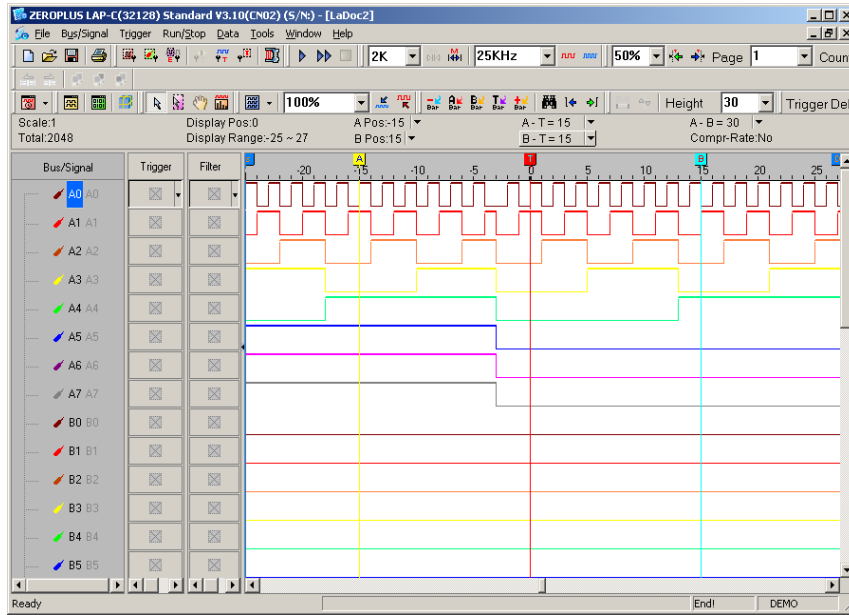 ZEROPLUS LAP-C(32128) Standard V3.10(CN02) (S/N:) - [LaDoc2]
File Bus/Signal Trigger Run/Stop Data Tools Window Help
2K 25KHz 50% Page 1 Coun
100% Bar Bar Bar Bar Bar Height 30 Trigger Del
Scale:1 Display Pos:0 A Pos:-15 A - T = 15 A - B = 30
Total:2048 Display Range:-25 ~ 27 B Pos:15 B - T = 15 Compr-Rate:No
Bus/Signal Trigger Filter A T B
-20 -15 -10 -5 0 5 10 15 20 25
A0 A0
A1 A1
A2 A2
A3 A3
A4 A4
A5 A5
A6 A6
A7 A7
B0 B0
B1 B1
B2 B2
B3 B3
B4 B4
B5 B5
Ready End! DEMO